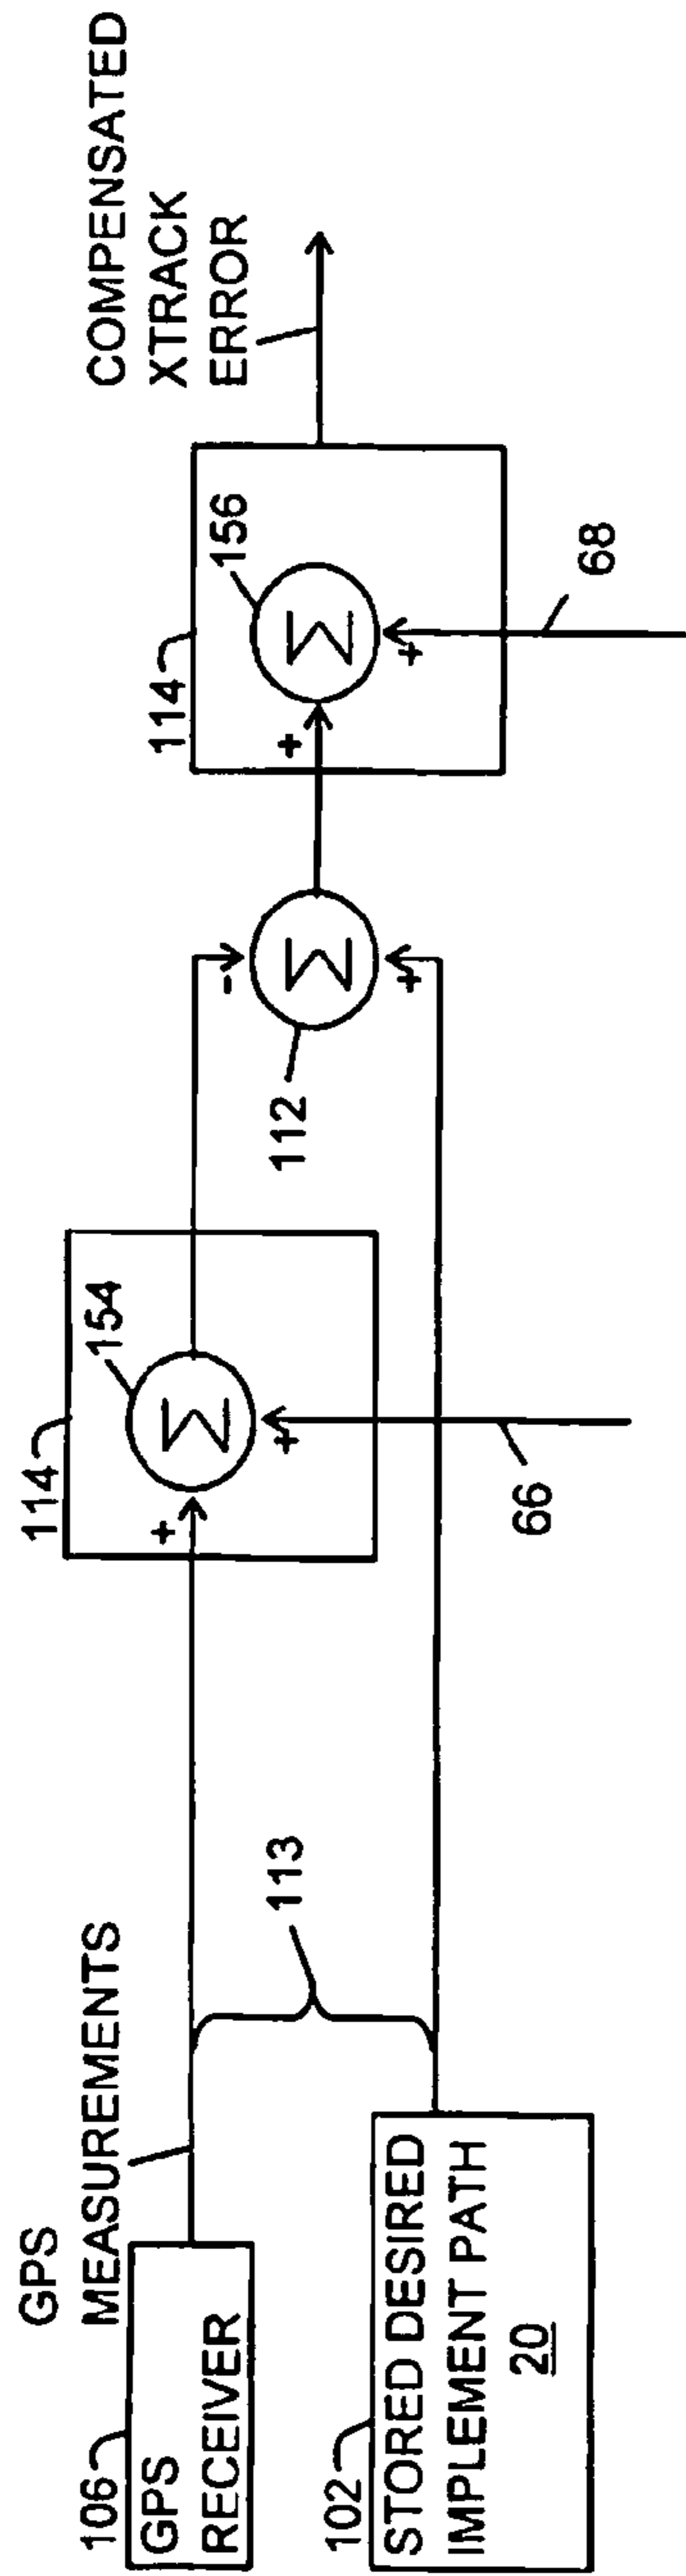 GPS
MEASUREMENTS
106
GPS
RECEIVER
102
STORED DESIRED
IMPLEMENT PATH
20
113
114
154
Σ
+
+
66
112
Σ
-
+
114
156
Σ
+
+
68
COMPENSATED
XTRACK
ERROR